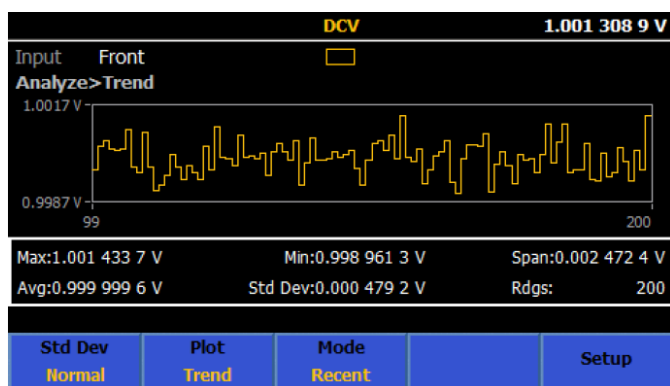 DCV 1.001 308 9 V
Input Front
Analyze>Trend
1.0017 V
0.9987 V
99 200
Max:1.001 433 7 V Min:0.998 961 3 V Span:0.002 472 4 V
Avg:0.999 999 6 V Std Dev:0.000 479 2 V Rdgs: 200
Std Dev Plot Mode Setup
Normal Trend Recent